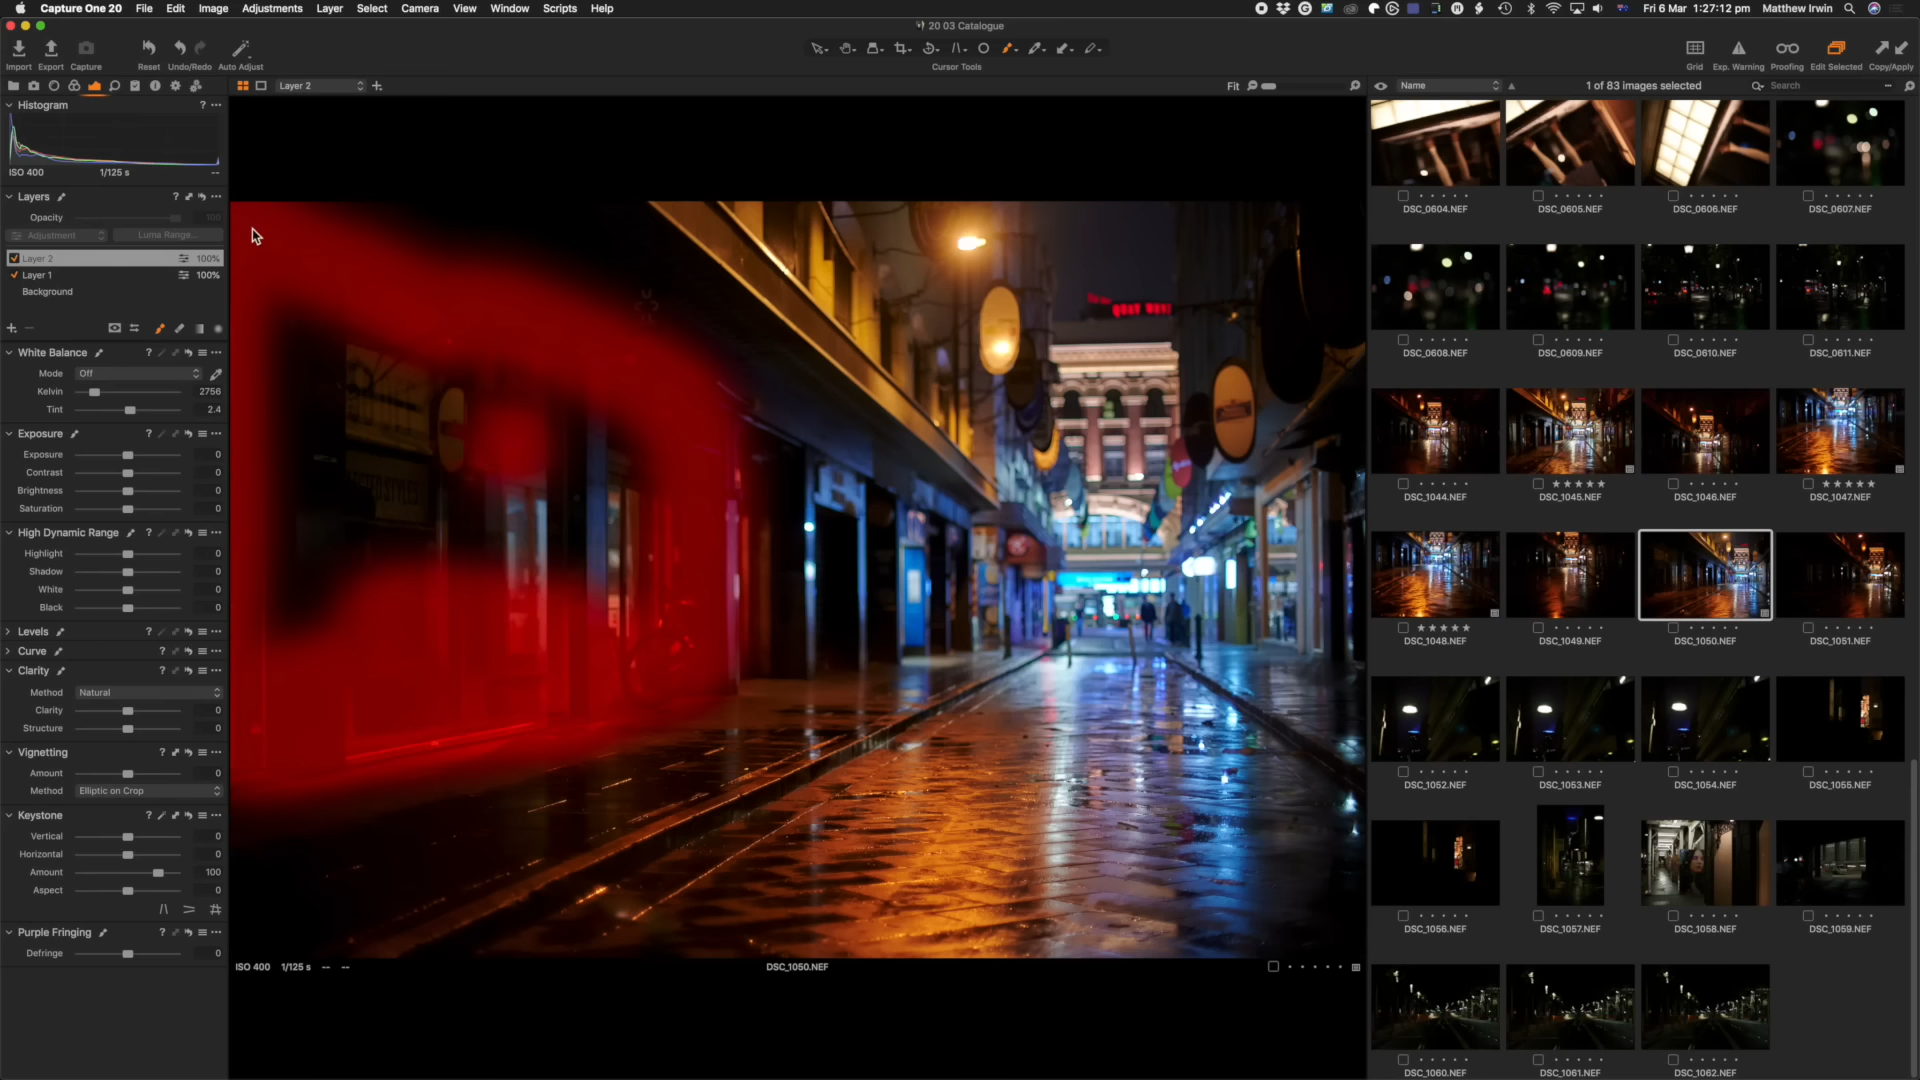 Capture One 20 File Edit Image Adjustments Layer Select Camera View Window Scripts Help
Fri 6 Mar 1:27:12 pm Matthew Irwin
20 03 Catalogue
Import Export Capture Reset Undo/Redo Auto Adjust
Cursor Tools
Grid Exp. Warning Proofing Edit Selected Copy/Apply
Layer 2
Fit
Name
1 of 83 images selected
Search
Histogram
ISO 400 1/125 s --
Layers
Opacity 100
Adjustment Luma Range...
Layer 2 100%
Layer 1 100%
Background
White Balance
Mode Off
Kelvin 2756
Tint 2.4
Exposure
Exposure 0
Contrast 0
Brightness 0
Saturation 0
High Dynamic Range
Highlight 0
Shadow 0
White 0
Black 0
Levels
Curve
Clarity
Method Natural
Clarity 0
Structure 0
Vignetting
Amount 0
Method Elliptic on Crop
Keystone
Vertical 0
Horizontal 0
Amount 100
Aspect 0
Purple Fringing
Defringe 0
ISO 400 1/125 s -- --
DSC_1050.NEF
DSC_0604.NEF DSC_0605.NEF DSC_0606.NEF DSC_0607.NEF
DSC_0608.NEF DSC_0609.NEF DSC_0610.NEF DSC_0611.NEF
DSC_1044.NEF DSC_1045.NEF DSC_1046.NEF DSC_1047.NEF
DSC_1048.NEF DSC_1049.NEF DSC_1050.NEF DSC_1051.NEF
DSC_1052.NEF DSC_1053.NEF DSC_1054.NEF DSC_1055.NEF
DSC_1056.NEF DSC_1057.NEF DSC_1058.NEF DSC_1059.NEF
DSC_1060.NEF DSC_1061.NEF DSC_1062.NEF